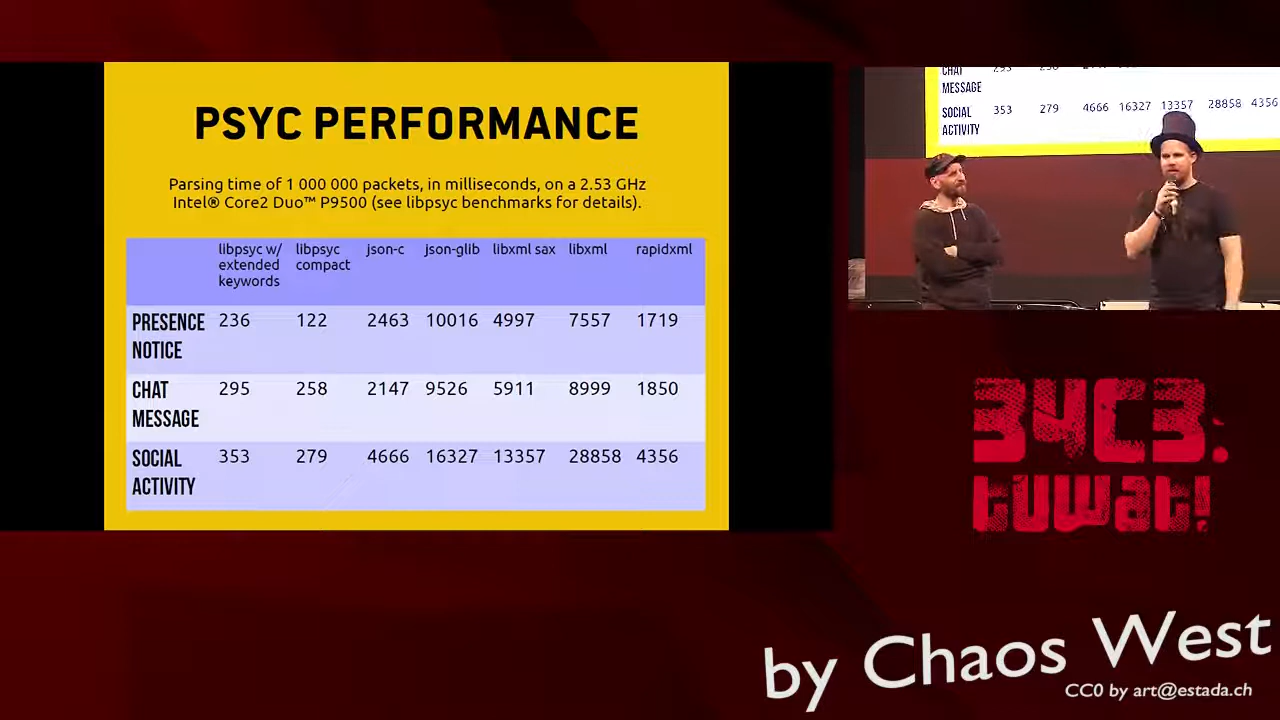 PSYC PERFORMANCE
Parsing time of 1 000 000 packets, in milliseconds, on a 2.53 GHz
Intel® Core2 Duo™ P9500 (see libpsyc benchmarks for details).
libpsyc w/ extended keywords libpsyc compact json-c json-glib libxml sax libxml rapidxml
PRESENCE NOTICE 236 122 2463 10016 4997 7557 1719
CHAT MESSAGE 295 258 2147 9526 5911 8999 1850
SOCIAL ACTIVITY 353 279 4666 16327 13357 28858 4356
CHAT
MESSAGE
SOCIAL ACTIVITY 353 279 4666 16327 13357 28858 4356
34C3:
tuwat!
by Chaos West
CC0 by art@estada.ch